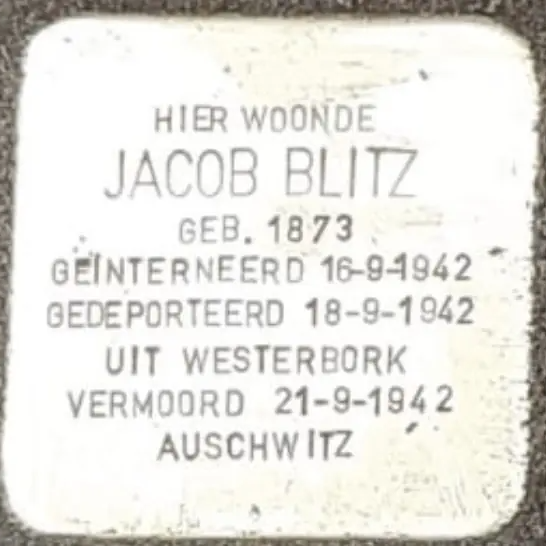 HIER WOONDE
JACOB BLITZ
GEB. 1873
GEÏNTERNEERD 16-9-1942
GEDEPORTEERD 18-9-1942
UIT WESTERBORK
VERMOORD 21-9-1942
AUSCHWITZ